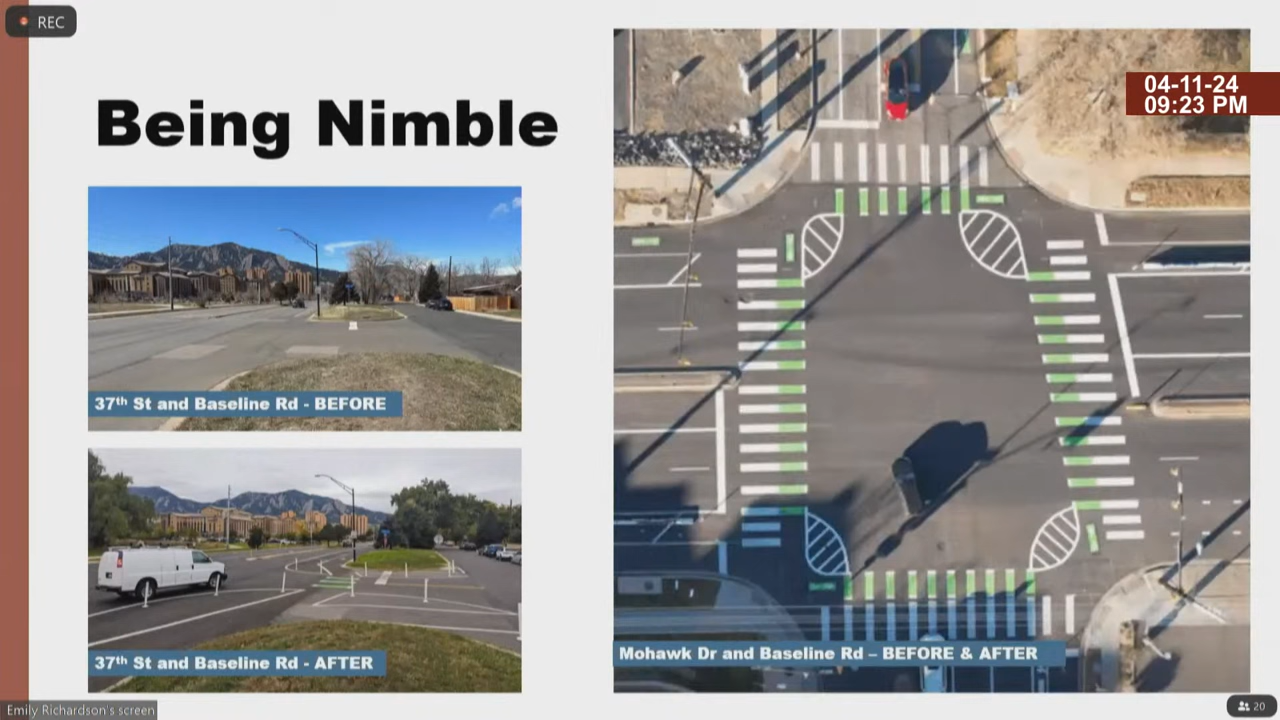 REC
04-11-24
09:23 PM
Being Nimble
37th St and Baseline Rd - BEFORE
37th St and Baseline Rd - AFTER
Mohawk Dr and Baseline Rd – BEFORE & AFTER
Emily Richardson's screen
20